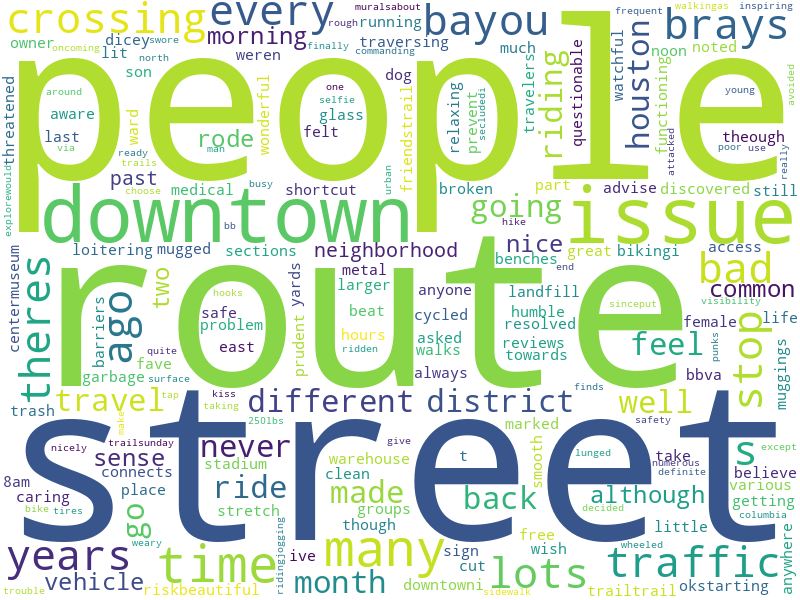 crossing
every
muralsabout
walkingas
frequent
inspiring
oncoming
swore
rough
dicey
morning
running
bayou
brays
owner
lit
north
finally
commanding
traversing
weren
much
noon
noted
son
dog
watchful
houston
riding
questionable
travelers
functioning
threatened
around
one
selfie
people
young
avoided
aware
ward
glass
relaxing
prevent
secludedi
theough
last
rode
felt
wonderful
friendstrail
attacked
poor
use
via
ready
man
trails
busy
urban
broken
part
advise
discovered
really
still
explorewould
choose
past
medical
shortcut
bb
hike
downtown
going
issue
loitering
mugged
sections
neighborhood
nice
great
bikingi
access
end
centermuseum
theres
two
metal
yards
benches
bad
larger
anyone
landfill
sinceput
common
visibility
ago
barriers
hooks
safe
problem
route
beat
cycled
humble
resolved
female
life
hours
asked
reviews
feel
quite
east
ridden
prudent
walks
towards
punks
stop
muggings
fave
surface
garbage
always
bbva
kiss
finds
trash
travel
tap
taking
different
district
well
make
250lbs
marked
safety
trailsunday
give
lunged
except
nicely
never
street
s
sense
stadium
warehouse
t
smooth
take
numerous
definite
believe
8am
connects
clean
various
caring
place
ride
made
back
although
getting
bike
tires
stretch
groups
decided
columbia
go
weary
though
little
wheeled
free
years
time
ridingjogging
ive
many
sign
wish
traffic
anywhere
cut
vehicle
month
lots
okstarting
trouble
riskbeautiful
downtowni
sidewalk
trailtrail